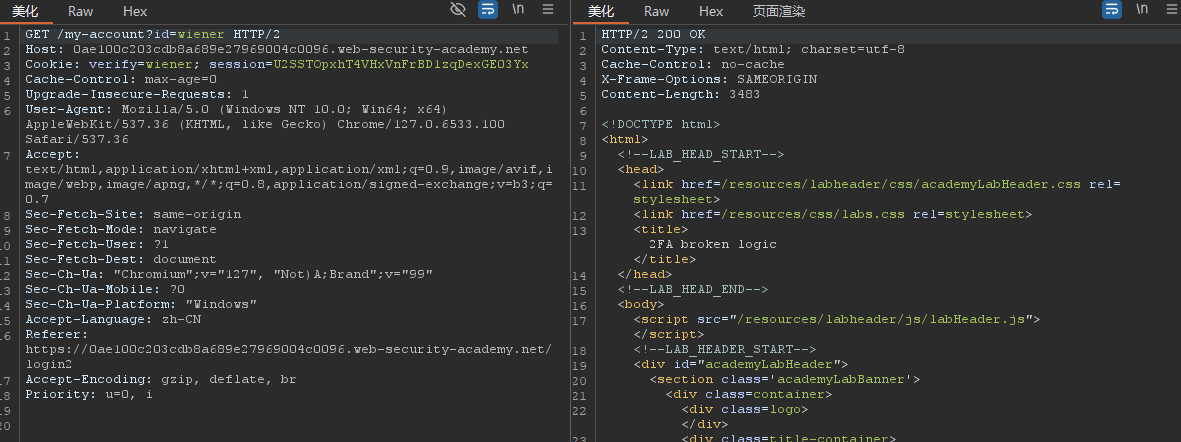 美化 Raw Hex \n
1 GET /my-account?id=wiener HTTP/2
2 Host: 0ae100c203cdb8a689e27969004c0096.web-security-academy.net
3 Cookie: verify=wiener; session=U2SSTOpxhT4VHxVnFrBD1zqDexGE03Yx
4 Cache-Control: max-age=0
5 Upgrade-Insecure-Requests: 1
6 User-Agent: Mozilla/5.0 (Windows NT 10.0; Win64; x64)
AppleWebKit/537.36 (KHTML, like Gecko) Chrome/127.0.6533.100
Safari/537.36
7 Accept:
text/html,application/xhtml+xml,application/xml;q=0.9,image/avif,i
mage/webp,image/apng,*/*;q=0.8,application/signed-exchange;v=b3;q=
0.7
8 Sec-Fetch-Site: same-origin
9 Sec-Fetch-Mode: navigate
10 Sec-Fetch-User: ?1
11 Sec-Fetch-Dest: document
12 Sec-Ch-Ua: "Chromium";v="127", "Not)A;Brand";v="99"
13 Sec-Ch-Ua-Mobile: ?0
14 Sec-Ch-Ua-Platform: "Windows"
15 Accept-Language: zh-CN
16 Referer:
https://0ae100c203cdb8a689e27969004c0096.web-security-academy.net/
login2
17 Accept-Encoding: gzip, deflate, br
18 Priority: u=0, i
19
20
美化 Raw Hex 页面渲染 \n
1 HTTP/2 200 OK
2 Content-Type: text/html; charset=utf-8
3 Cache-Control: no-cache
4 X-Frame-Options: SAMEORIGIN
5 Content-Length: 3483
6
7 <!DOCTYPE html>
8 <html>
9 <!--LAB_HEAD_START-->
10 <head>
11 <link href=/resources/labheader/css/academyLabHeader.css rel=
stylesheet>
12 <link href=/resources/css/labs.css rel=stylesheet>
13 <title>
2FA broken logic
</title>
14 </head>
15 <!--LAB_HEAD_END-->
16 <body>
17 <script src="/resources/labheader/js/labHeader.js">
</script>
18 <!--LAB_HEADER_START-->
19 <div id="academyLabHeader">
20 <section class='academyLabBanner'>
21 <div class=container>
22 <div class=logo>
</div>
23 <div class=title-container>